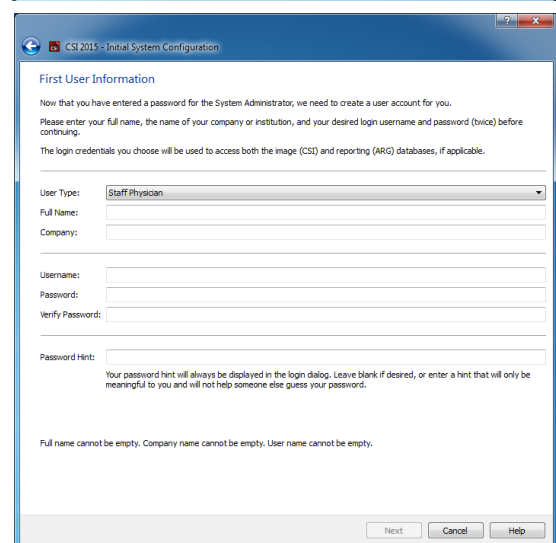 ? X
CSI CSI 2015 - Initial System Configuration
First User Information
Now that you have entered a password for the System Administrator, we need to create a user account for you.
Please enter your full name, the name of your company or institution, and your desired login username and password (twice) before
continuing.
The login credentials you choose will be used to access both the image (CSI) and reporting (ARG) databases, if applicable.
User Type: Staff Physician
Full Name:
Company:
Username:
Password:
Verify Password:
Password Hint:
Your password hint will always be displayed in the login dialog. Leave blank if desired, or enter a hint that will only be
meaningful to you and will not help someone else guess your password.
Full name cannot be empty. Company name cannot be empty. User name cannot be empty.
Next Cancel Help